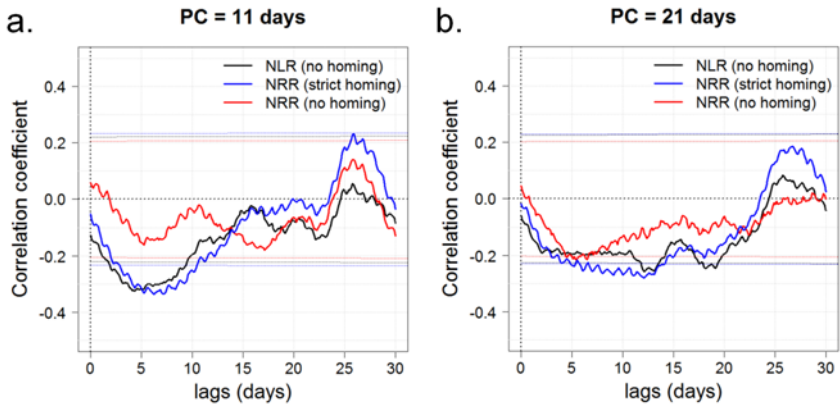 a.
PC = 11 days
NLR (no homing)
NRR (strict homing)
NRR (no homing)
Correlation coefficient
0.4
0.2
0.0
-0.2
-0.4
0 5 10 15 20 25 30
lags (days)
b.
PC = 21 days
NLR (no homing)
NRR (strict homing)
NRR (no homing)
Correlation coefficient
0.4
0.2
0.0
-0.2
-0.4
0 5 10 15 20 25 30
lags (days)